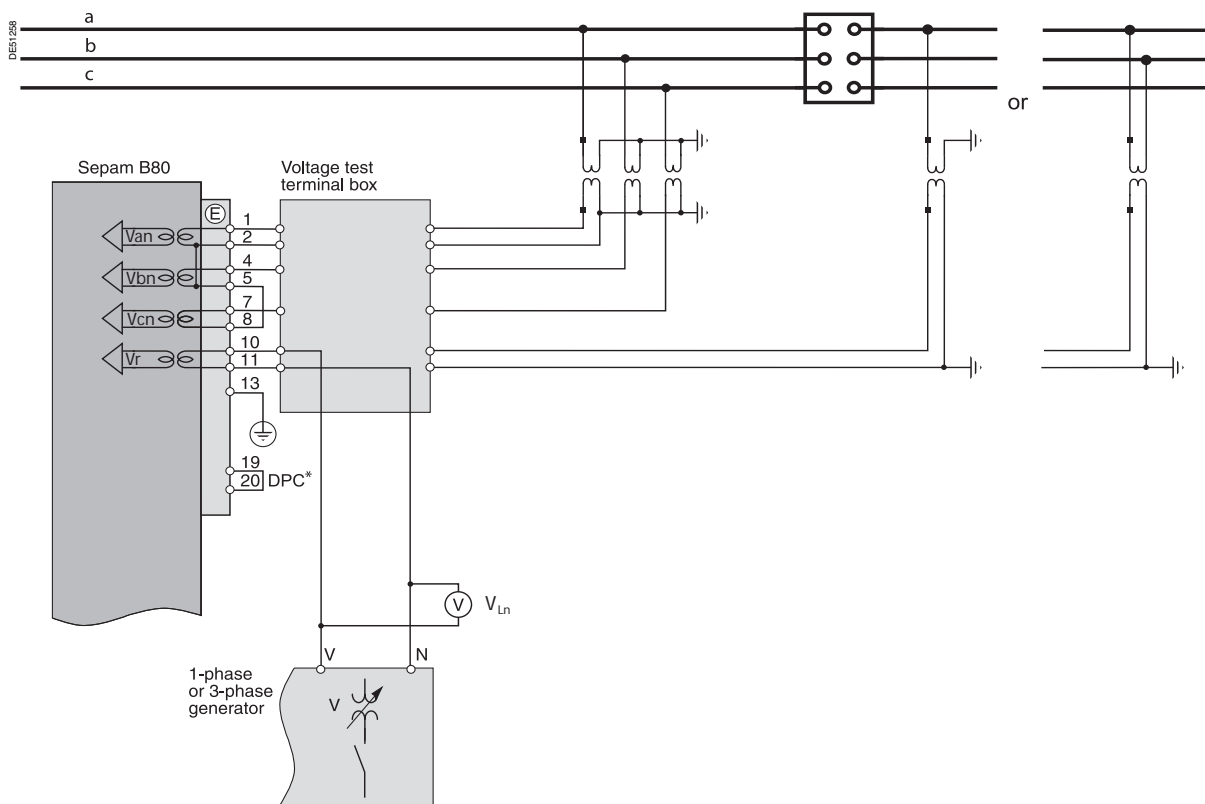 DE51258
a
b
c
or
Sepam B80
Voltage test
terminal box
E
1
2
Van
4
5
Vbn
7
8
Vcn
10
11
Vr
13
19
20 DPC*
V
V Ln
V
N
1-phase
or 3-phase
generator
V